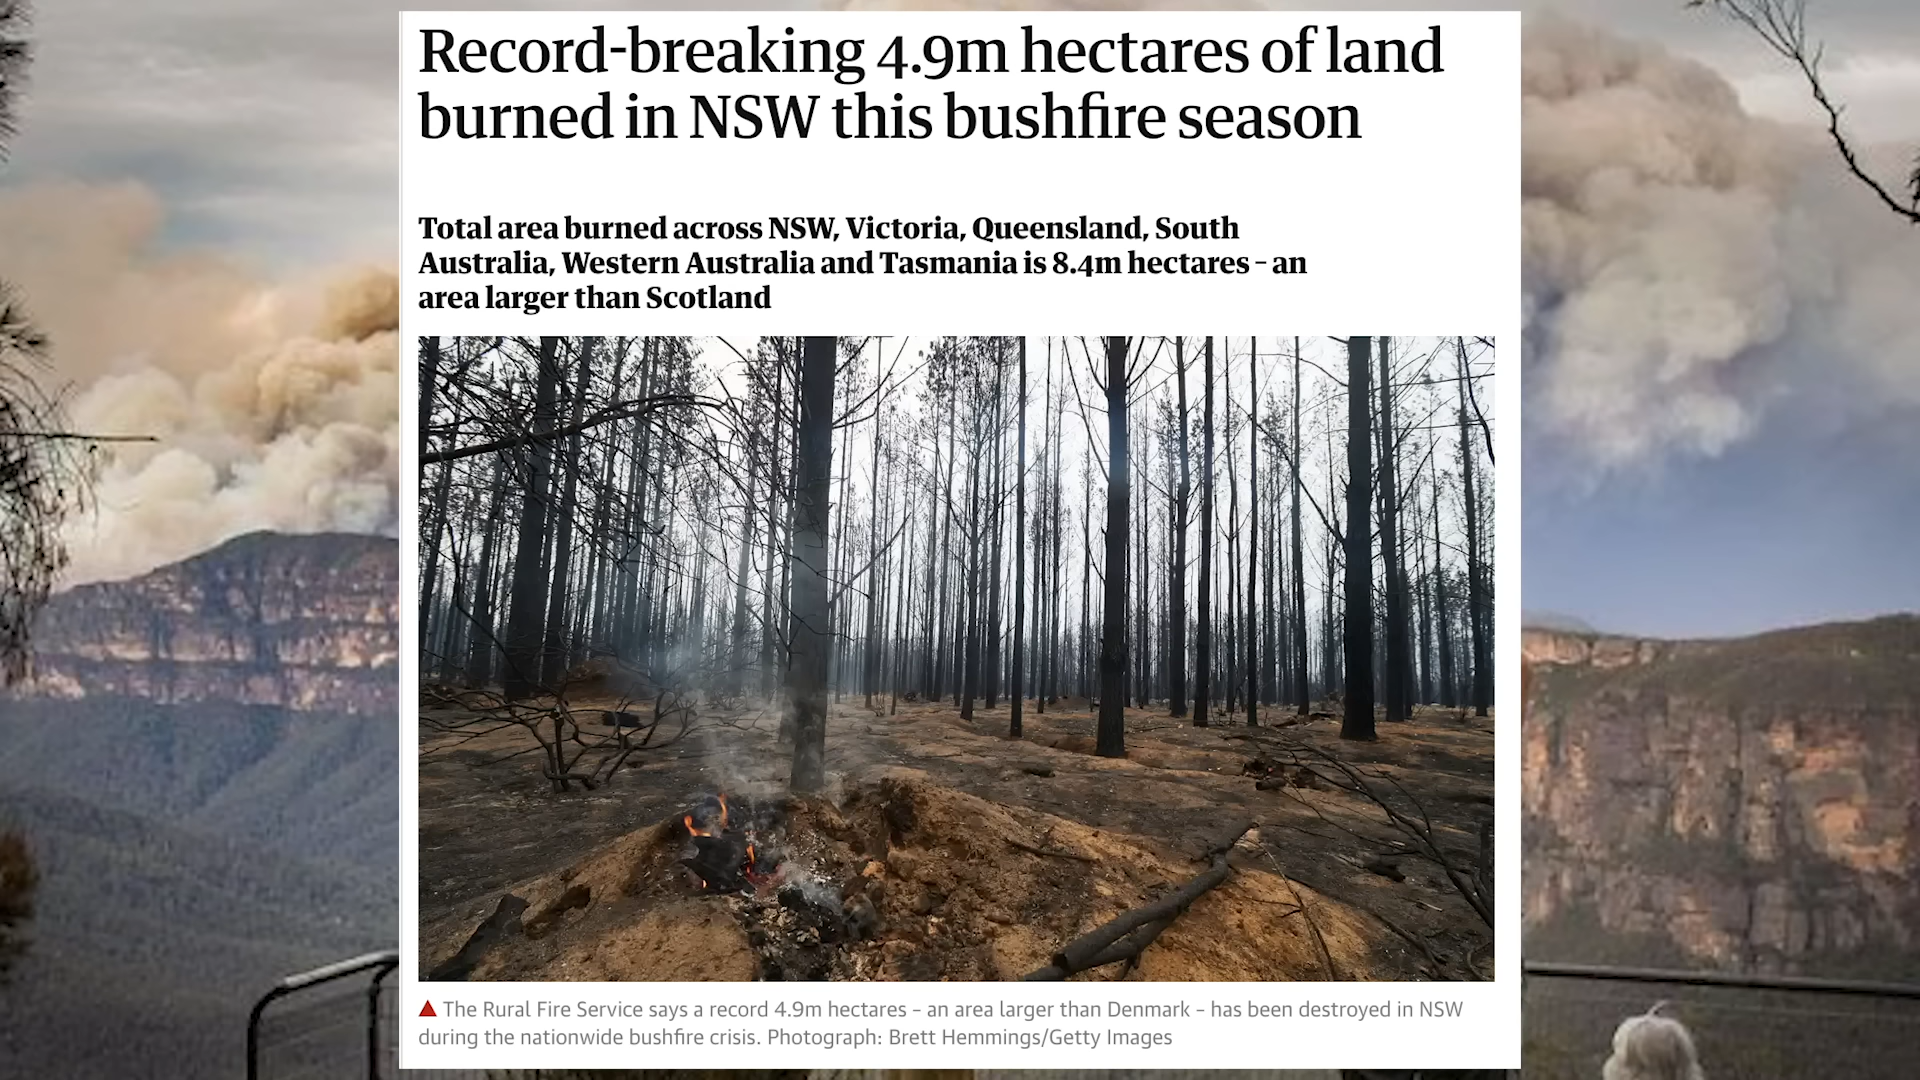 Record-breaking 4.9m hectares of land
burned in NSW this bushfire season
Total area burned across NSW, Victoria, Queensland, South
Australia, Western Australia and Tasmania is 8.4m hectares – an
area larger than Scotland
The Rural Fire Service says a record 4.9m hectares – an area larger than Denmark – has been destroyed in NSW
during the nationwide bushfire crisis. Photograph: Brett Hemmings/Getty Images